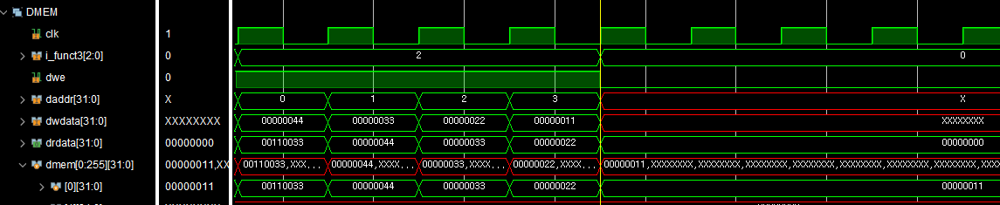 DMEM
clk 1
i_funct3[2:0] 0 2 0
dwe 0
daddr[31:0] X 0 1 2 3 X
dwdata[31:0] XXXXXXXX 00000044 00000033 00000022 00000011 XXXXXXXX
drdata[31:0] 00000000 00110033 00000044 00000033 00000022 00000000
dmem[0:255][31:0] 00000011,XX 00110033,XXX... 00000044,XXXX... 00000033,XXXX... 00000022,XXXX... 00000011,XXXXXXXX,XXXXXXXX,XXXXXXXX,XXXXXXXX,XXXXXXXX,XXXXXXXX,XXXXXXXX,XX
[0][31:0] 00000011 00110033 00000044 00000033 00000022 00000011